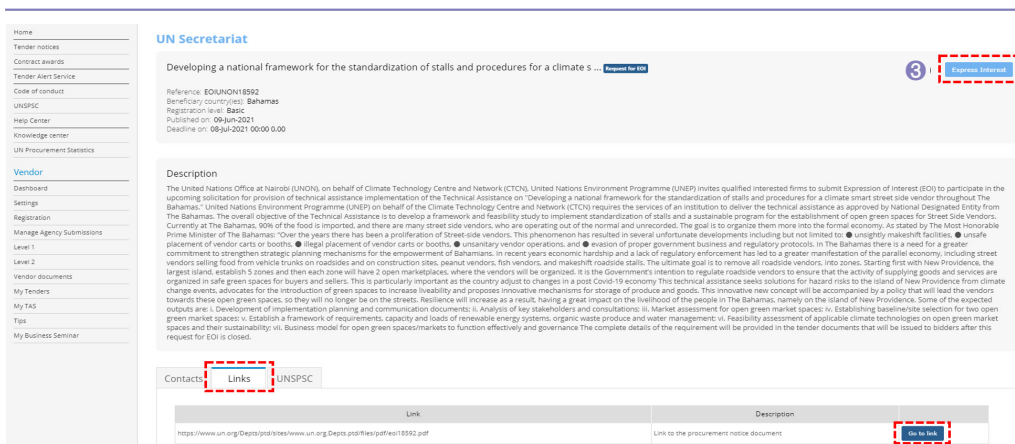 Home
Tender notices
Contract awards
Tender Alert Service
Code of conduct
UNSPSC
Help Center
Knowledge center
UN Procurement Statistics
Vendor
Dashboard
Settings
Registration
Manage Agency Submissions
Level 1
Level 2
Vendor documents
My Tenders
My TAS
Tips
My Business Seminar
UN Secretariat
Developing a national framework for the standardization of stalls and procedures for a climate s ... Request for EOI
3
Express Interest
Reference: EOIUNON18592
Beneficiary country(ies): Bahamas
Registration level: Basic
Published on: 09-Jun-2021
Deadline on: 08-Jul-2021 00:00 0.00
Description
The United Nations Office at Nairobi (UNON), on behalf of Climate Technology Centre and Network (CTCN), United Nations Environment Programme (UNEP) invites qualified interested firms to submit Expression of Interest (EOI) to participate in the
upcoming solicitation for provision of technical assistance implementation of the Technical Assistance on "Developing a national framework for the standardization of stalls and procedures for a climate smart street side vendor throughout The
Bahamas." United Nations Environment Programme (UNEP) on behalf of the Climate Technology Centre and Network (CTCN) requires the services of an institution to deliver the technical assistance as approved by National Designated Entity from
The Bahamas. The overall objective of the Technical Assistance is to develop a framework and feasibility study to implement standardization of stalls and a sustainable program for the establishment of open green spaces for Street Side Vendors.
Currently at The Bahamas, 90% of the food is imported, and there are many street side vendors, who are operating out of the normal and unrecorded. The goal is to organize them more into the formal economy. As stated by The Most Honorable
Prime Minister of The Bahamas: "Over the years there has been a proliferation of Street-side vendors. This phenomenon has resulted in several unfortunate developments including but not limited to: ● unsightly makeshift facilities, ● unsafe
placement of vendor carts or booths, ● illegal placement of vendor carts or booths, ● unsanitary vendor operations, and ● evasion of proper government business and regulatory protocols. In The Bahamas there is a need for a greater
commitment to strengthen strategic planning mechanisms for the empowerment of Bahamians. In recent years economic hardship and a lack of regulatory enforcement has led to a greater manifestation of the parallel economy, including street
vendors selling food from vehicle trunks on roadsides and on construction sites, peanut vendors, fish vendors, and makeshift roadside stalls. The ultimate goal is to remove all roadside vendors, into zones. Starting first with New Providence, the
largest island, establish 5 zones and then each zone will have 2 open marketplaces, where the vendors will be organized. It is the Government's intention to regulate roadside vendors to ensure that the activity of supplying goods and services are
organized in safe green spaces for buyers and sellers. This is particularly important as the country adjust to changes in a post Covid-19 economy This technical assistance seeks solutions for hazard risks to the island of New Providence from climate
change events, advocates for the introduction of green spaces to increase liveability and proposes innovative mechanisms for storage of produce and goods. This innovative new concept will be accompanied by a policy that will lead the vendors
towards these open green spaces, so they will no longer be on the streets. Resilience will increase as a result, having a great impact on the livelihood of the people in The Bahamas, namely on the island of New Providence. Some of the expected
outputs are: i. Development of implementation planning and communication documents; ii. Analysis of key stakeholders and consultations; iii. Market assessment for open green market spaces; iv. Establishing baseline/site selection for two open
green market spaces; v. Establish a framework of requirements, capacity and loads of renewable energy systems, organic waste produce and water management; vi. Feasibility assessment of applicable climate technologies on open green market
spaces and their sustainability; vii. Business model for open green spaces/markets to function effectively and governance The complete details of the requirement will be provided in the tender documents that will be issued to bidders after this
request for EOI is closed.
Contacts Links UNSPSC
Link Description
https://www.un.org/Depts/ptd/sites/www.un.org.Depts.ptd/files/pdf/eoi18592.pdf Link to the procurement notice document Go to link